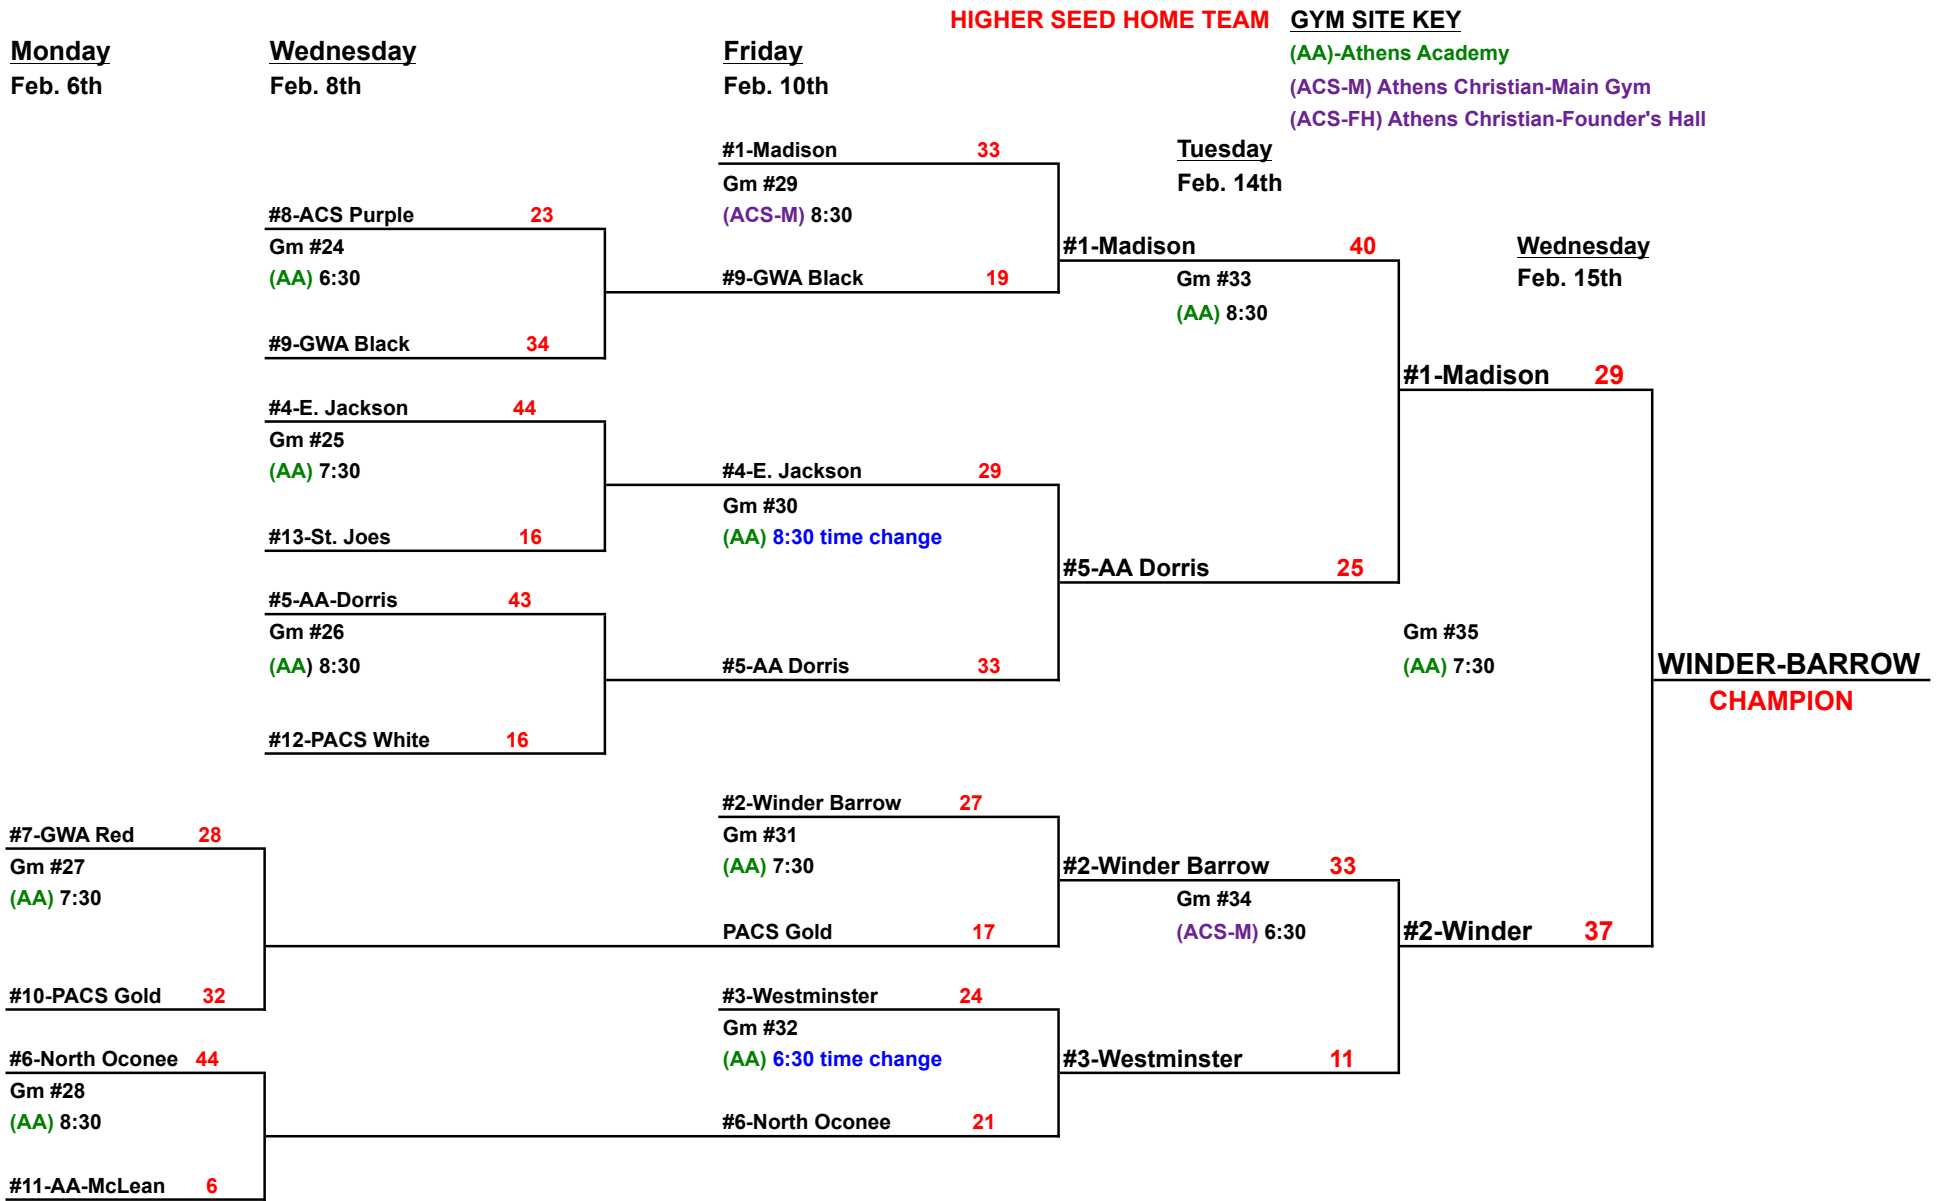 HIGHER SEED HOME TEAM GYM SITE KEY
Monday Wednesday Friday (AA)-Athens Academy
Feb. 6th Feb. 8th Feb. 10th (ACS-M) Athens Christian-Main Gym
(ACS-FH) Athens Christian-Founder's Hall
#1-Madison 33 Tuesday
Gm #29 Feb. 14th
#8-ACS Purple 23 (ACS-M) 8:30
Gm #24 #1-Madison 40 Wednesday
(AA) 6:30 #9-GWA Black 19 Gm #33 Feb. 15th
(AA) 8:30
#9-GWA Black 34
#1-Madison 29
#4-E. Jackson 44
Gm #25
(AA) 7:30 #4-E. Jackson 29
Gm #30
#13-St. Joes 16 (AA) 8:30 time change
#5-AA Dorris 25
#5-AA-Dorris 43
Gm #26 Gm #35
(AA) 8:30 #5-AA Dorris 33 (AA) 7:30 WINDER-BARROW
CHAMPION
#12-PACS White 16
#2-Winder Barrow 27
#7-GWA Red 28 Gm #31
Gm #27 (AA) 7:30 #2-Winder Barrow 33
(AA) 7:30 Gm #34
PACS Gold 17 (ACS-M) 6:30 #2-Winder 37
#10-PACS Gold 32 #3-Westminster 24
Gm #32
#6-North Oconee 44 (AA) 6:30 time change #3-Westminster 11
Gm #28
(AA) 8:30 #6-North Oconee 21
#11-AA-McLean 6